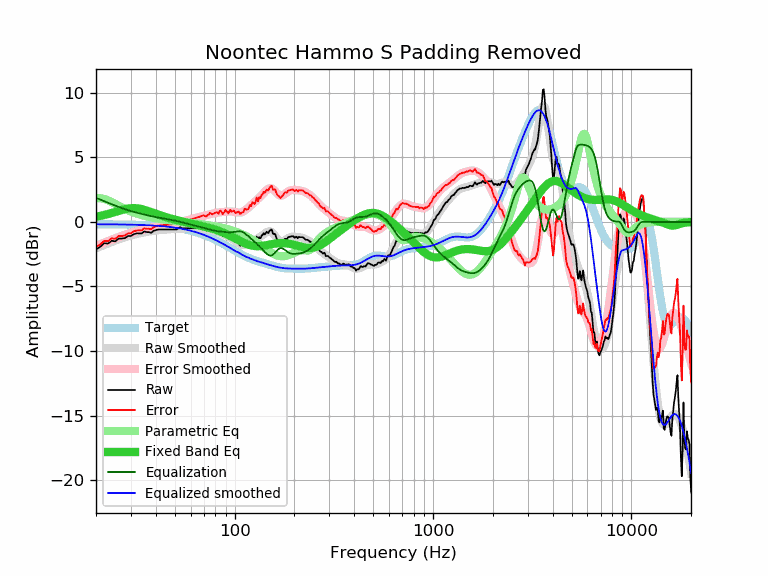 Noontec Hammo S Padding Removed
10
5
0
−5
−10
−15
−20
Amplitude (dBr)
Target
Raw Smoothed
Error Smoothed
Raw
Error
Parametric Eq
Fixed Band Eq
Equalization
Equalized smoothed
100 1000 10000
Frequency (Hz)